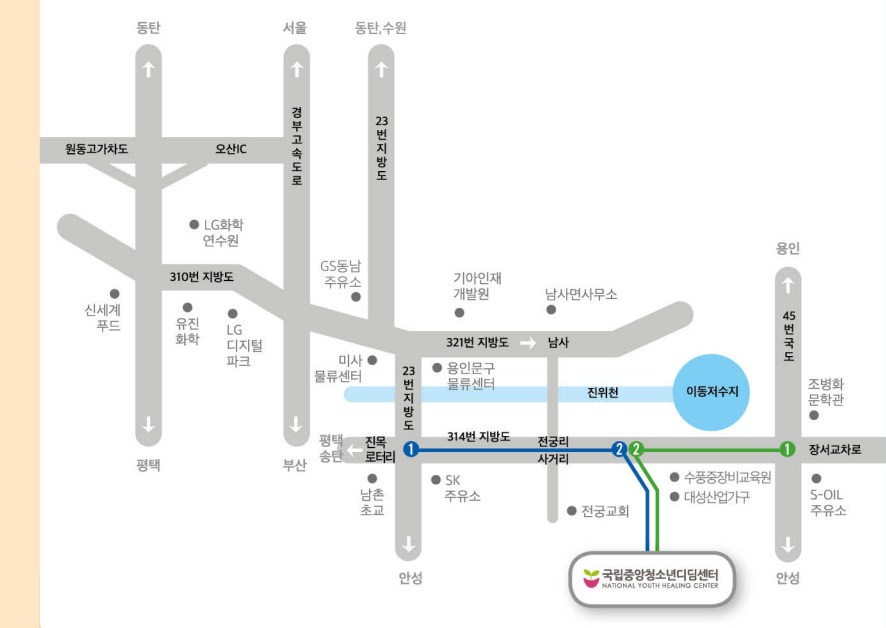 동탄
서울
동탄,수원
경부고속도로
23번지방도
원동고가차도
오산IC
LG화학
연수원
용인
310번 지방도
GS동남
주유소
기아인재
개발원
남사면사무소
신세계
푸드
유진
화학
LG
디지털
파크
45번국도
321번 지방도
남사
미사
물류센터
23번지방도
용인문구
물류센터
진위천
이동저수지
조병화
문학관
평택
부산
평택
송탄
진목
로터리
1
314번 지방도
전궁리
사거리
2
2
1
장서교차로
남촌
초교
SK
주유소
수풍중장비교육원
대성산업가구
전궁교회
S-OIL
주유소
안성
국립중앙청소년디딤센터
NATIONAL YOUTH HEALING CENTER
안성